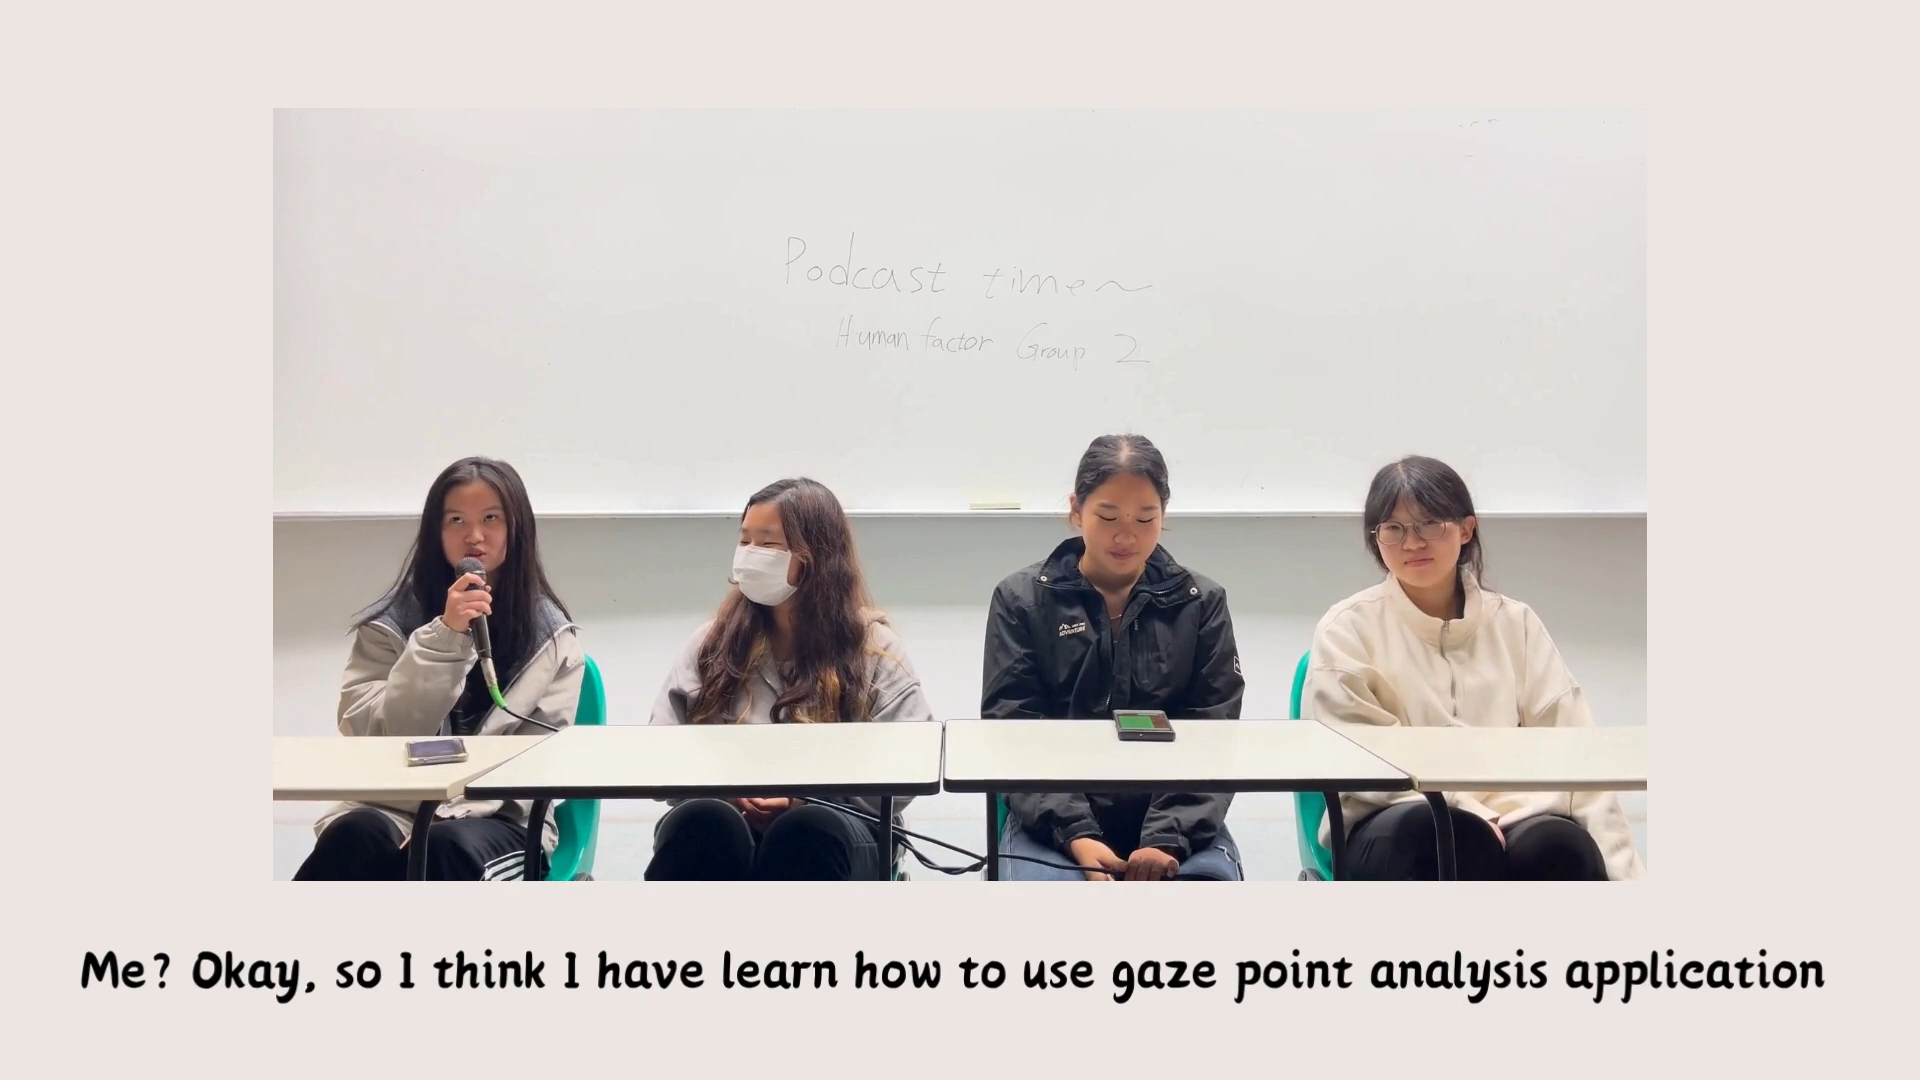 Podcast time~
Human factor Group 2
ADVENTURE
Me? Okay, so I think I have learn how to use gaze point analysis application